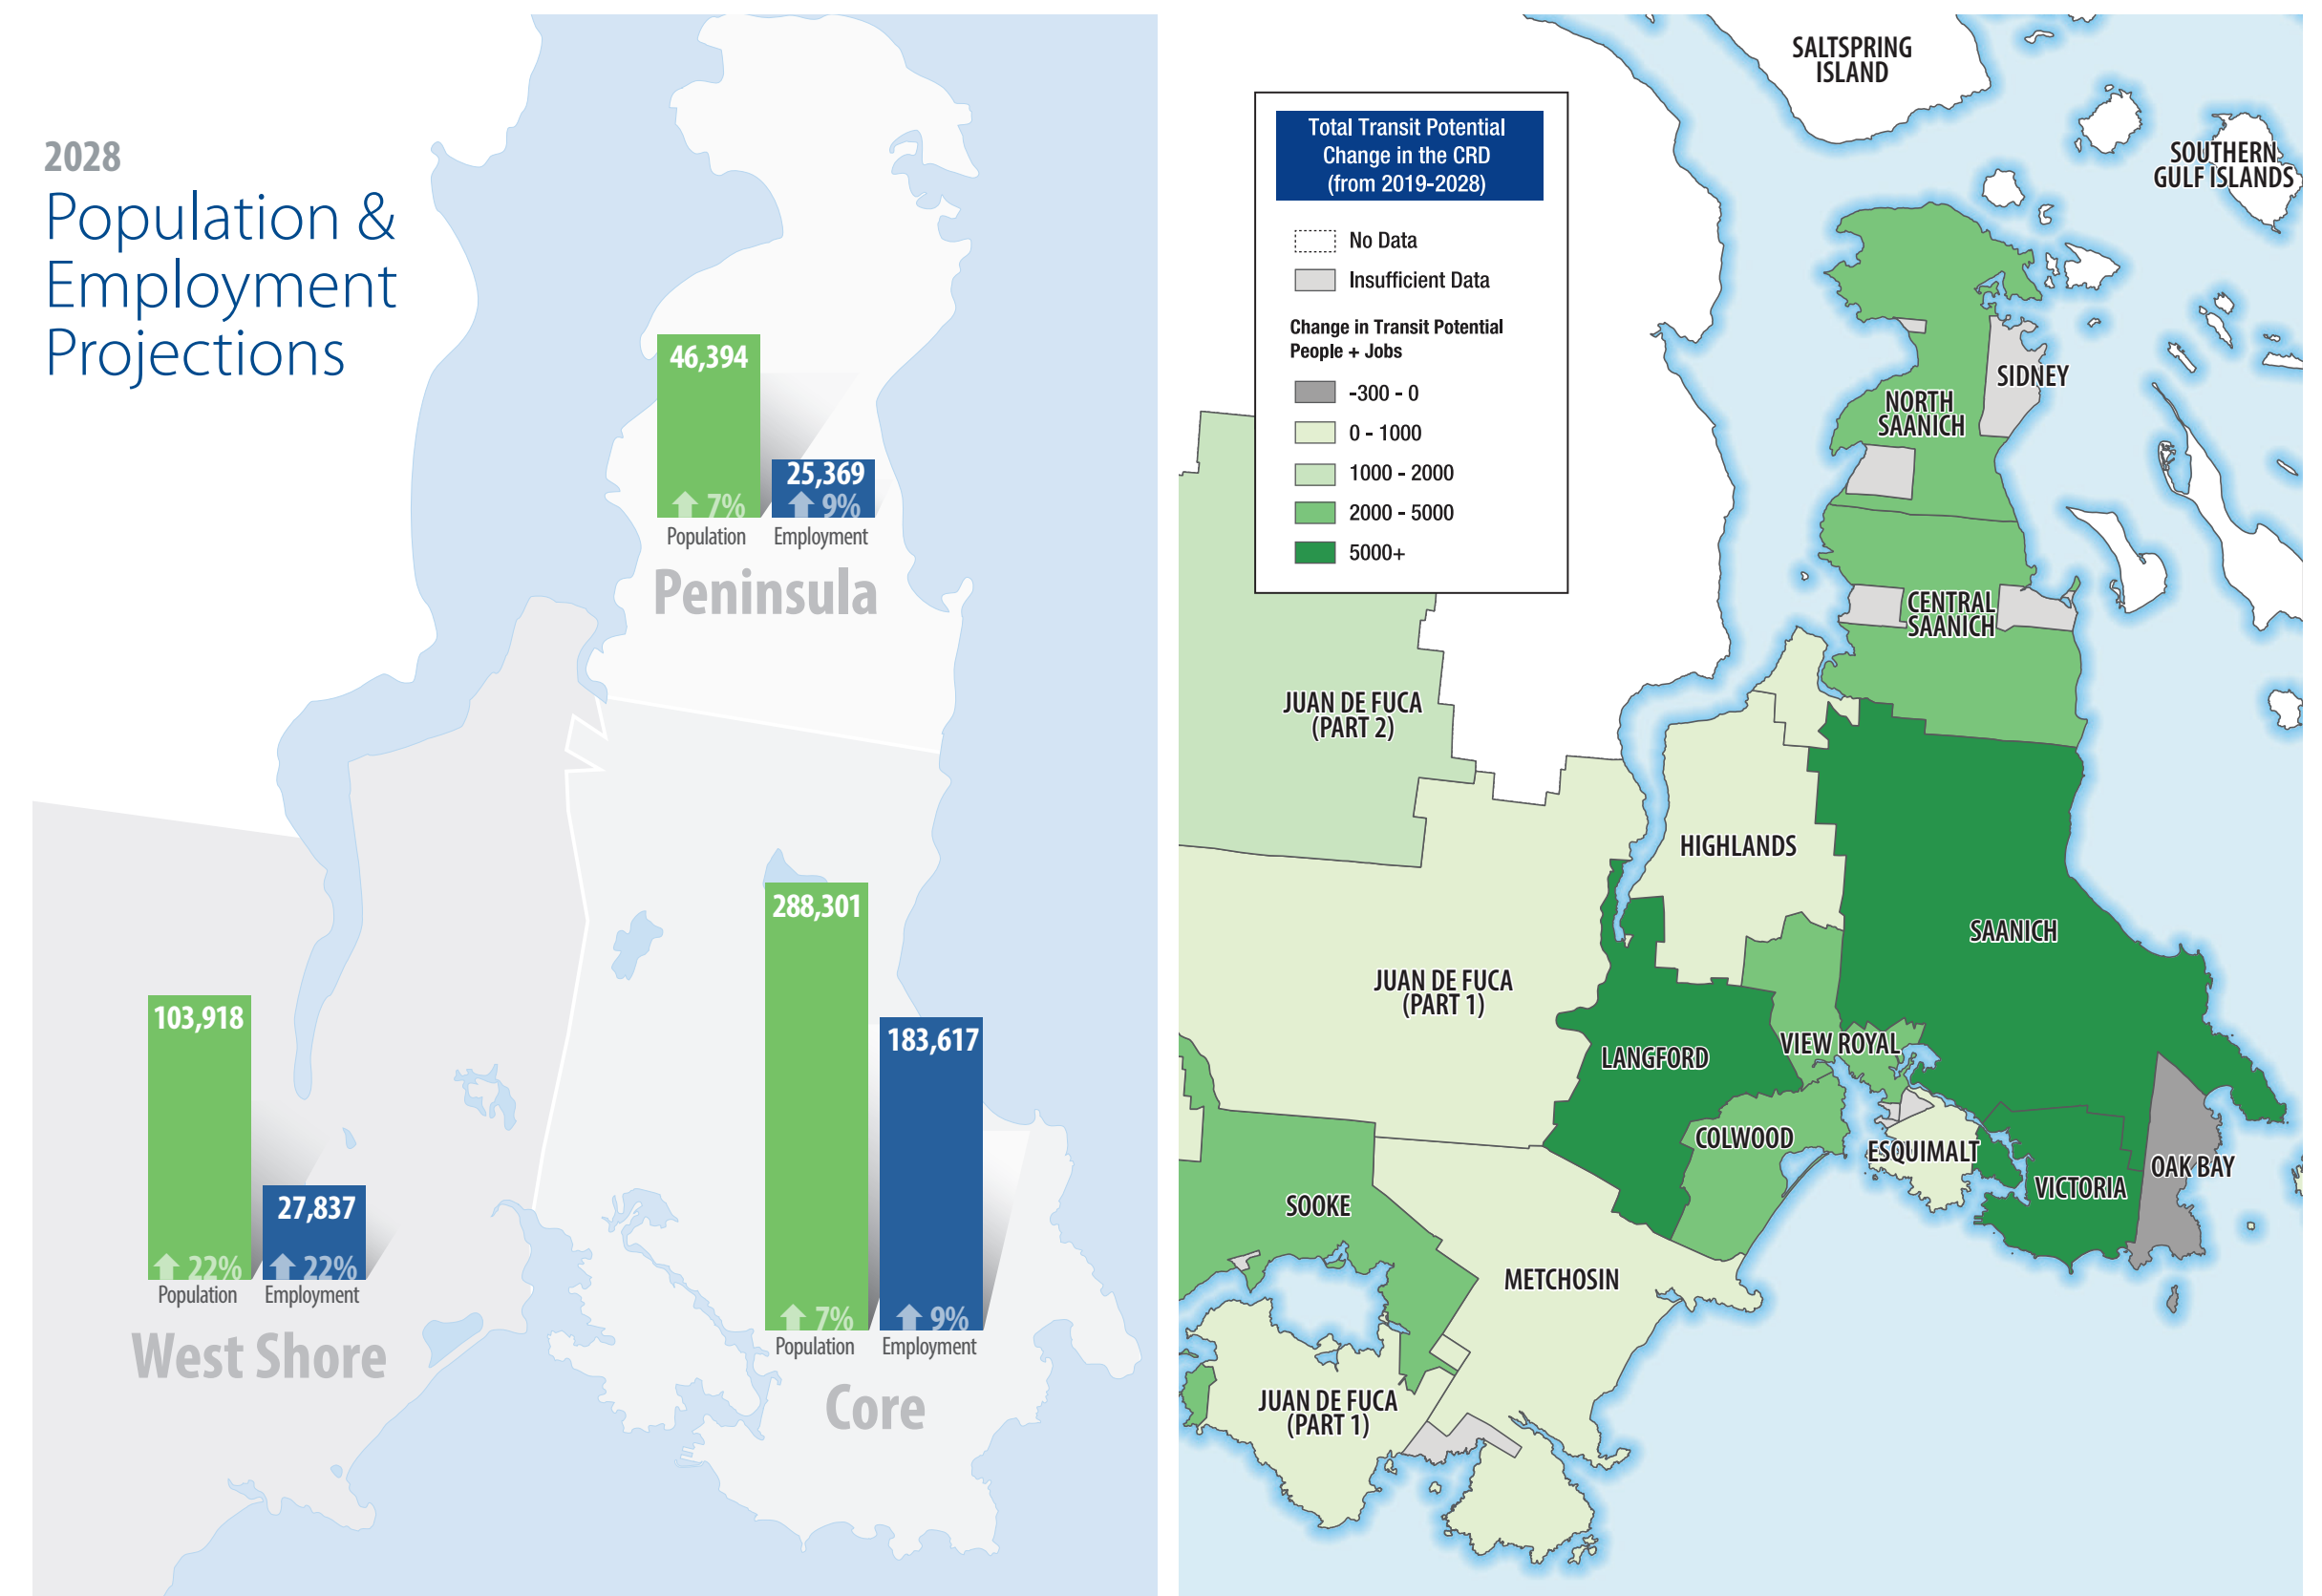 2028
Population &
Employment
Projections
46,394
7%
Population
25,369
9%
Employment
Peninsula
103,918
22%
Population
27,837
22%
Employment
West Shore
288,301
7%
Population
183,617
9%
Employment
Core
Total Transit Potential
Change in the CRD
(from 2019-2028)
No Data
Insufficient Data
Change in Transit Potential
People + Jobs
-300 - 0
0 - 1000
1000 - 2000
2000 - 5000
5000+
SALTSPRING
ISLAND
SOUTHERN
GULF ISLANDS
SIDNEY
NORTH
SAANICH
CENTRAL
SAANICH
JUAN DE FUCA
(PART 2)
HIGHLANDS
SAANICH
JUAN DE FUCA
(PART 1)
LANGFORD
VIEW ROYAL
COLWOOD
ESQUIMALT
VICTORIA
OAK BAY
SOOKE
METCHOSIN
JUAN DE FUCA
(PART 1)